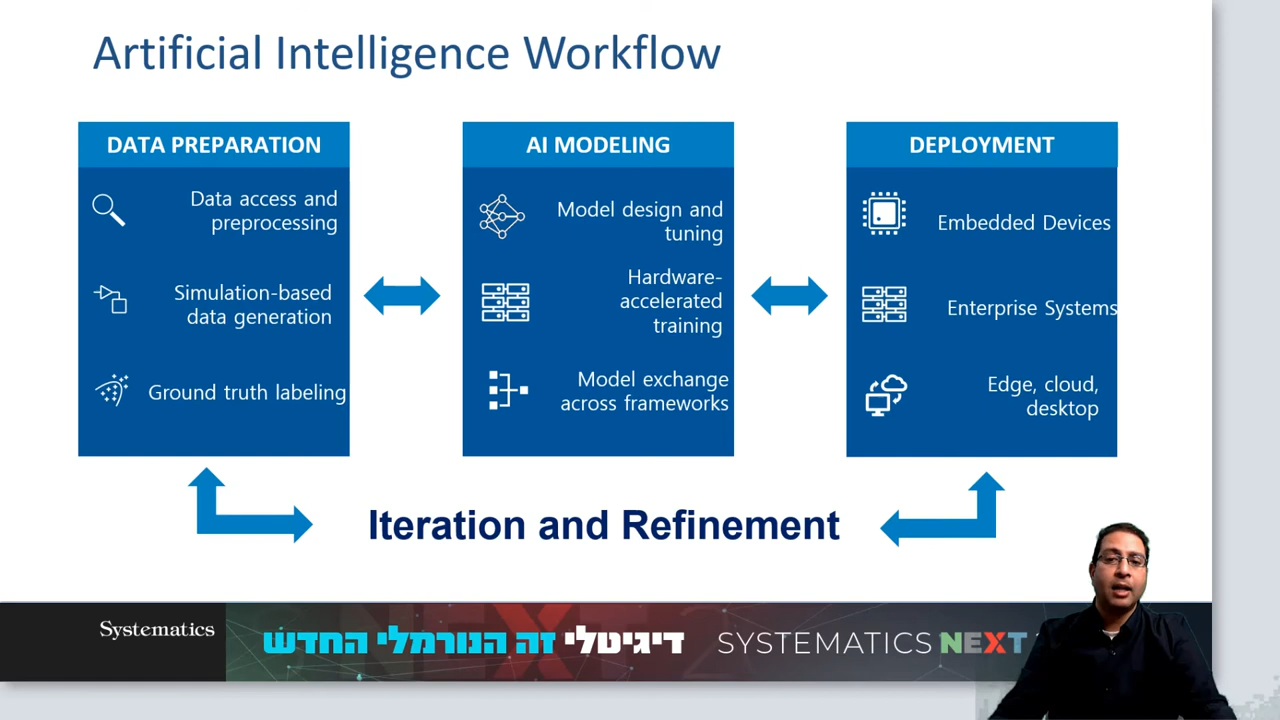 Artificial Intelligence Workflow
DATA PREPARATION
Data access and
preprocessing
Simulation-based
data generation
Ground truth labeling
AI MODELING
Model design and
tuning
Hardware-
accelerated
training
Model exchange
across frameworks
DEPLOYMENT
Embedded Devices
Enterprise Systems
Edge, cloud,
desktop
Iteration and Refinement
Systematics
דיגיטלי זה הנורמלי החדש
SYSTEMATICS NEXT